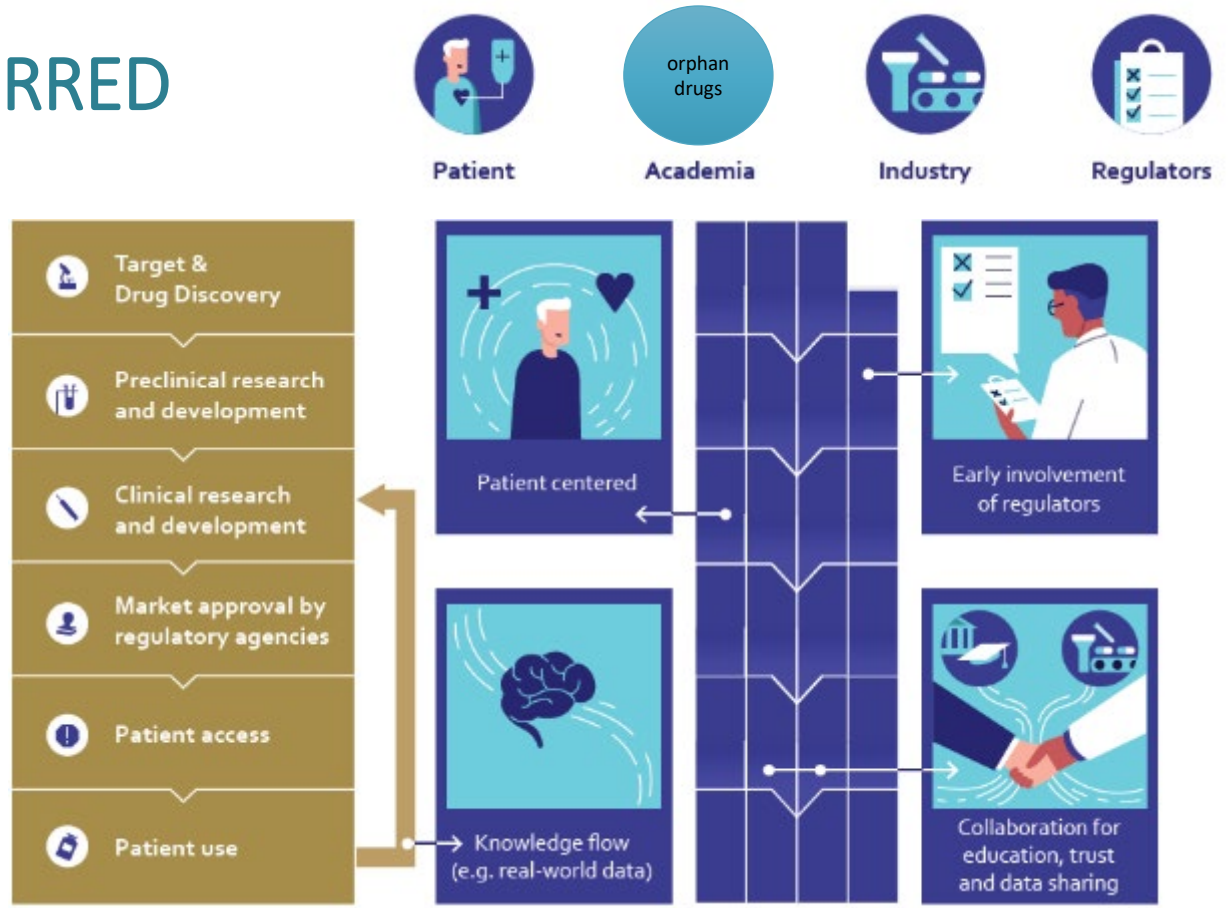 RRED
orphan
drugs
Patient
Academia
Industry
Regulators
Target &
Drug Discovery
Preclinical research
and development
Clinical research
and development
Market approval by
regulatory agencies
Patient access
Patient use
Patient centered
Early involvement
of regulators
Knowledge flow
(e.g. real-world data)
Collaboration for
education, trust
and data sharing